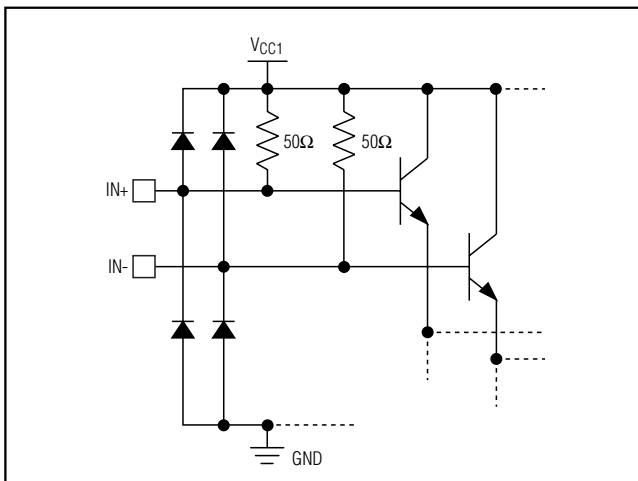 VCC1
50Ω 50Ω
IN+
IN-
GND